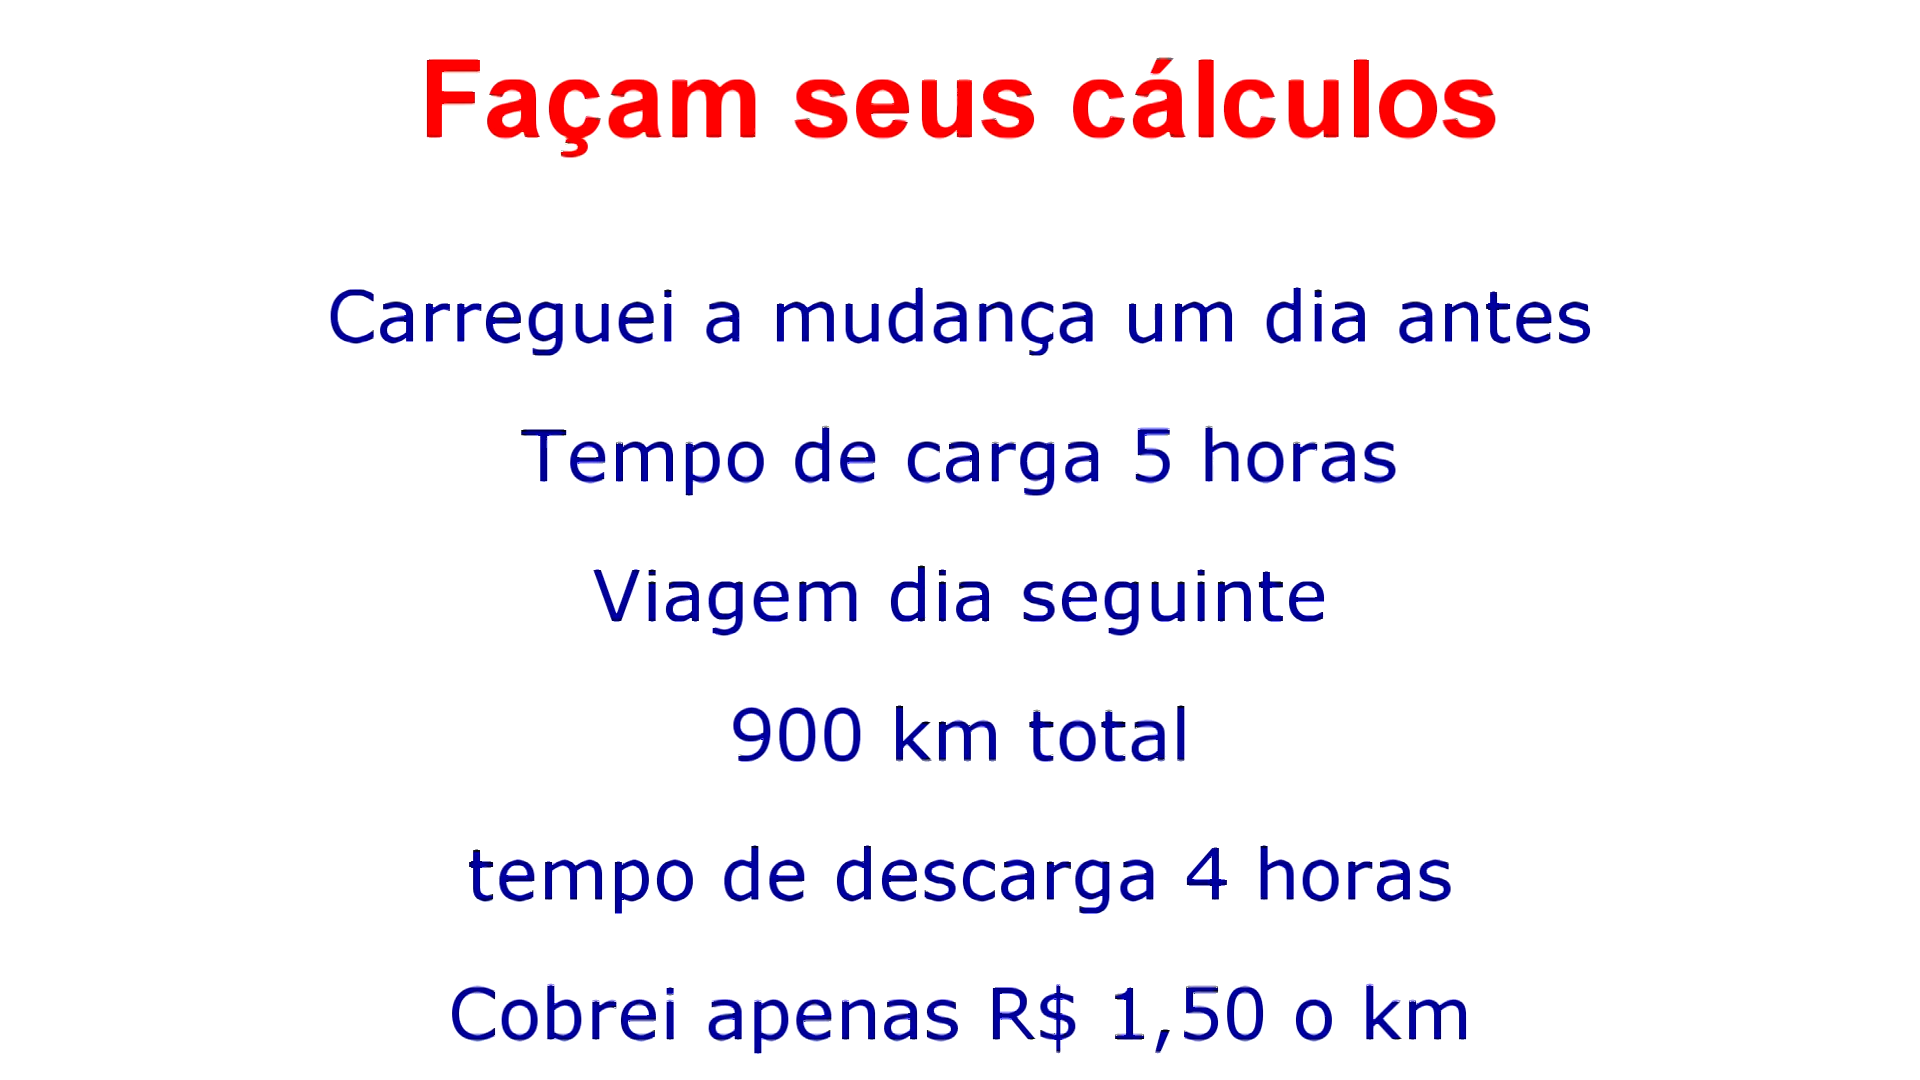 Façam seus cálculos
Carreguei a mudança um dia antes
Tempo de carga 5 horas
Viagem dia seguinte
900 km total
tempo de descarga 4 horas
Cobrei apenas R$ 1,50 o km